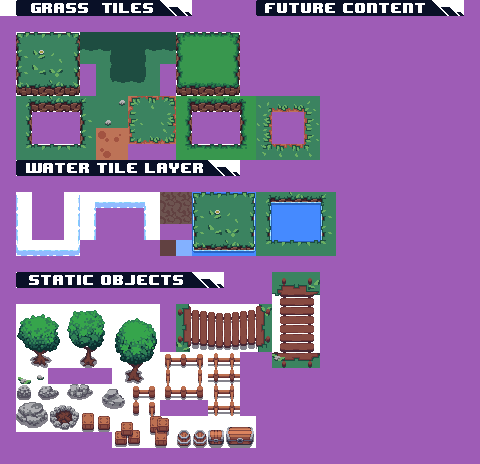 GRASS TILES
FUTURE CONTENT
WATER TILE LAYER
STATIC OBJECTS